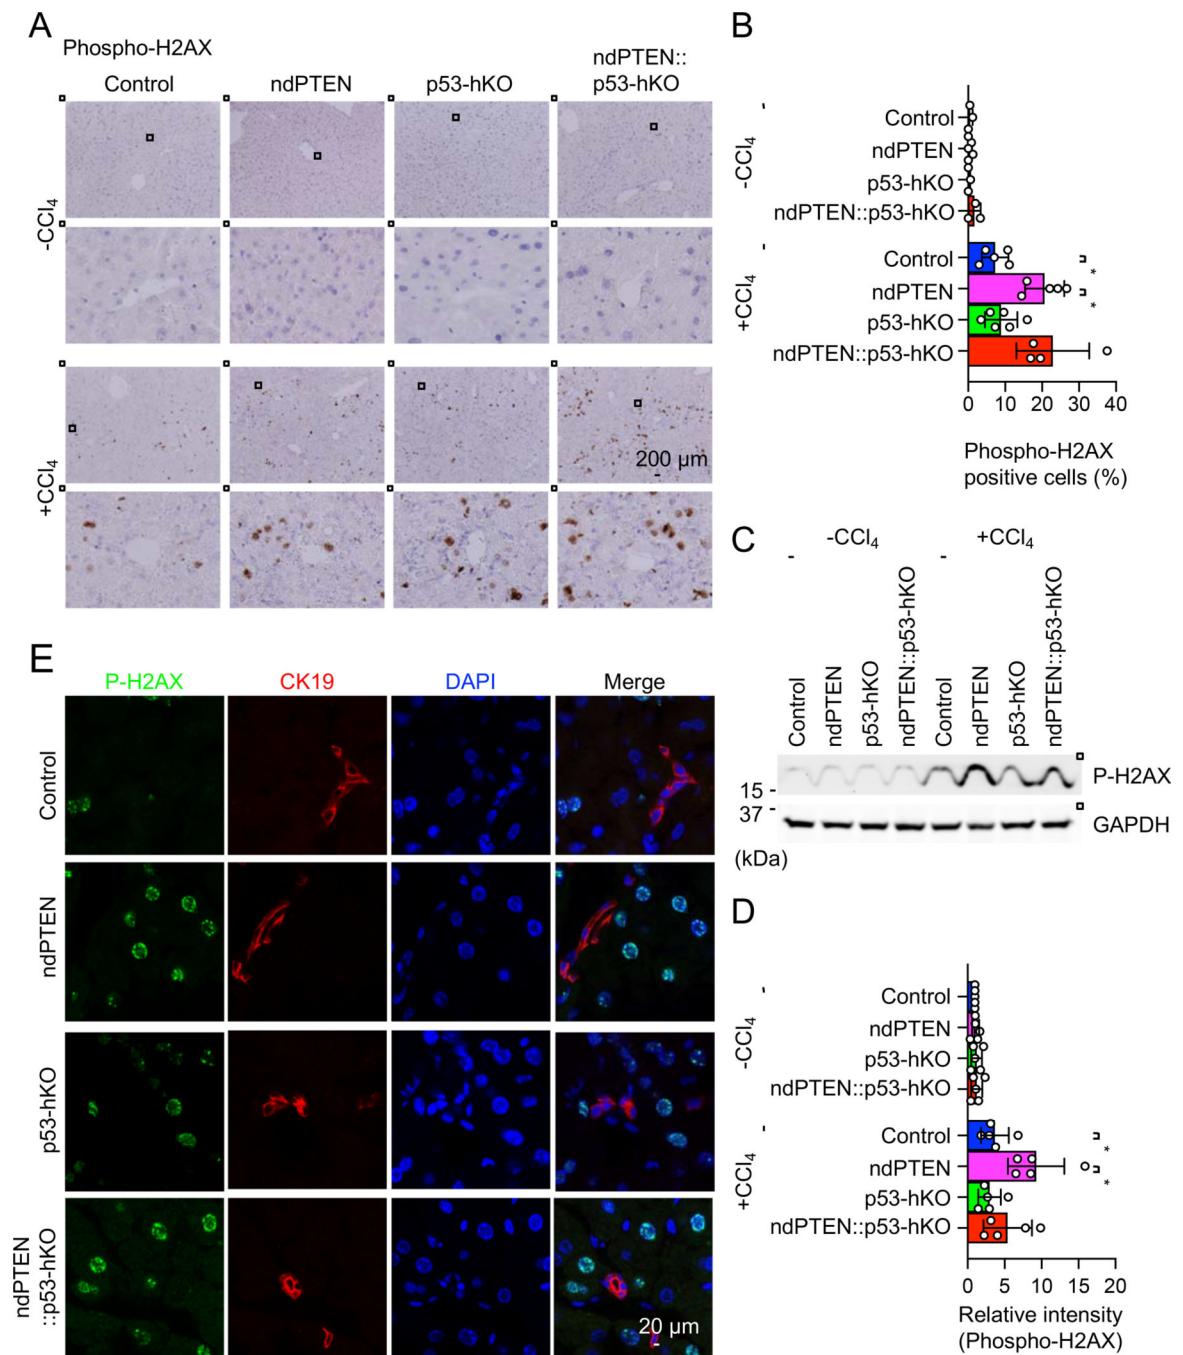 A
Phospho-H2AX
Control
ndPTEN
p53-hKO
ndPTEN::
p53-hKO
-CCl4
+CCl4
200 µm
B
-CCl4
Control
ndPTEN
p53-hKO
ndPTEN::p53-hKO
+CCl4
Control
*
ndPTEN
*
p53-hKO
ndPTEN::p53-hKO
0 10 20 30 40
Phospho-H2AX
positive cells (%)
C
-CCl4
+CCl4
- -
Control
ndPTEN
p53-hKO
ndPTEN::p53-hKO
Control
ndPTEN
p53-hKO
ndPTEN::p53-hKO
15 -
P-H2AX
37 -
GAPDH
(kDa)
D
-CCl4
Control
ndPTEN
p53-hKO
ndPTEN::p53-hKO
+CCl4
Control
*
ndPTEN
*
p53-hKO
ndPTEN::p53-hKO
0 5 10 15 20
Relative intensity
(Phospho-H2AX)
E
P-H2AX
CK19
DAPI
Merge
Control
ndPTEN
p53-hKO
ndPTEN
::p53-hKO
20 µm